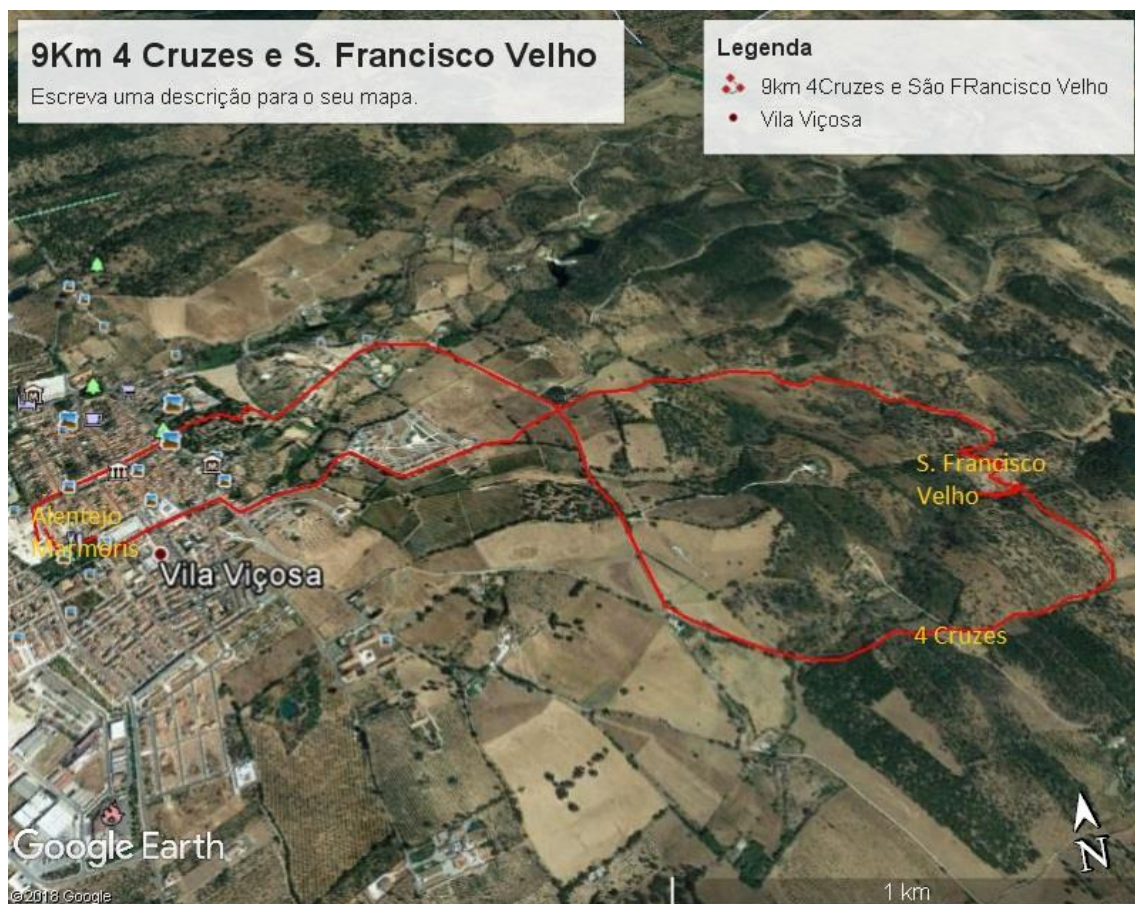 9Km 4 Cruzes e S. Francisco Velho
Escreva uma descrição para o seu mapa.
Legenda
9km 4Cruzes e São FRancisco Velho
Vila Viçosa
S. Francisco
Velho
Alentejo
Marmoris
Vila Viçosa
4 Cruzes
Google Earth
N
©2018 Google
1 km